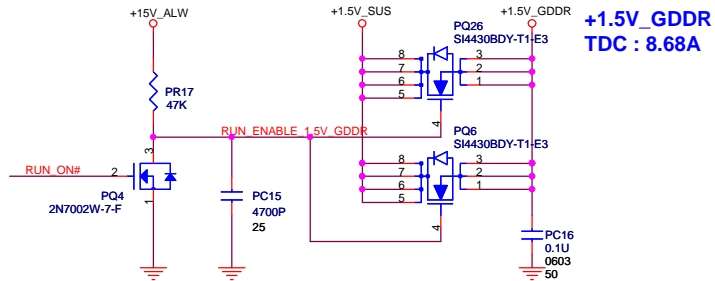 +15V_ALW
+1.5V_SUS
+1.5V_GDDR
+1.5V_GDDR
TDC : 8.68A
PQ26
SI4430BDY-T1-E3
8
7
6
5
3
2
1
4
PR17
47K
RUN_ENABLE_1.5V_GDDR
PQ6
SI4430BDY-T1-E3
8
7
6
5
3
2
1
4
RUN_ON#
2
3
1
PQ4
2N7002W-7-F
PC15
4700P
25
PC16
0.1U
0603
50